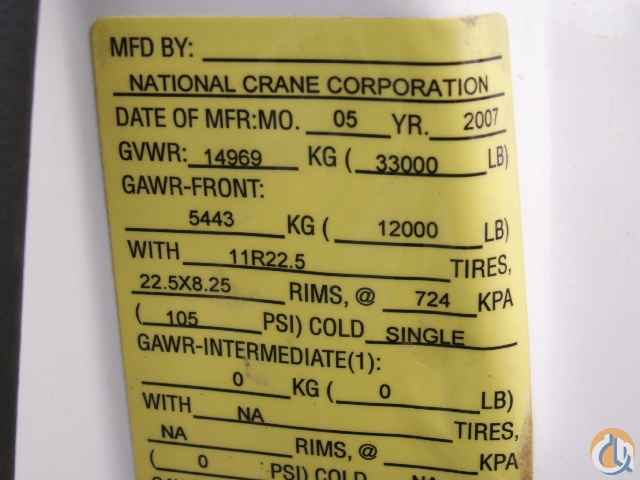 MFD BY:
NATIONAL CRANE CORPORATION
DATE OF MFR:MO. 05 YR. 2007
GVWR: 14969 KG ( 33000 LB)
GAWR-FRONT:
5443 KG ( 12000 LB)
WITH 11R22.5 TIRES,
22.5X8.25 RIMS, @ 724 KPA
( 105 PSI) COLD SINGLE
GAWR-INTERMEDIATE(1):
0 KG ( 0 LB)
WITH NA TIRES,
NA RIMS, @ KPA
( 0 PSI) COLD NA